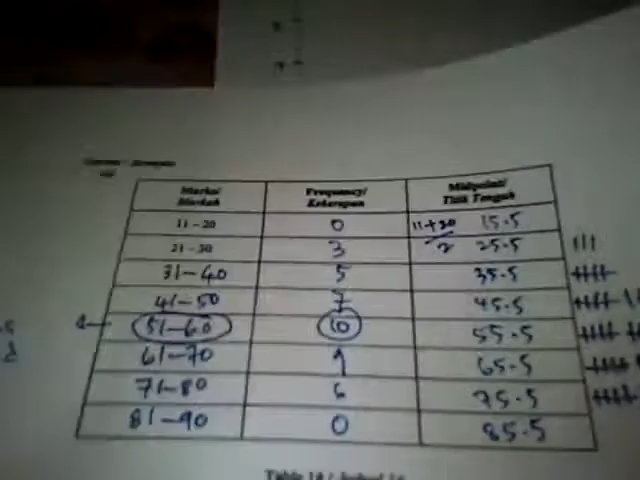 Marks/ Frequency/ Midpoint/
Markah Kekerapan Titik Tengah
11 - 20 0 11+20 15.5
21 - 30 3 2 25.5
31 - 40 5 35.5
41 - 50 7 45.5
51 - 60 10 55.5
61 - 70 9 65.5
71 - 80 6 75.5
81 - 90 0 85.5